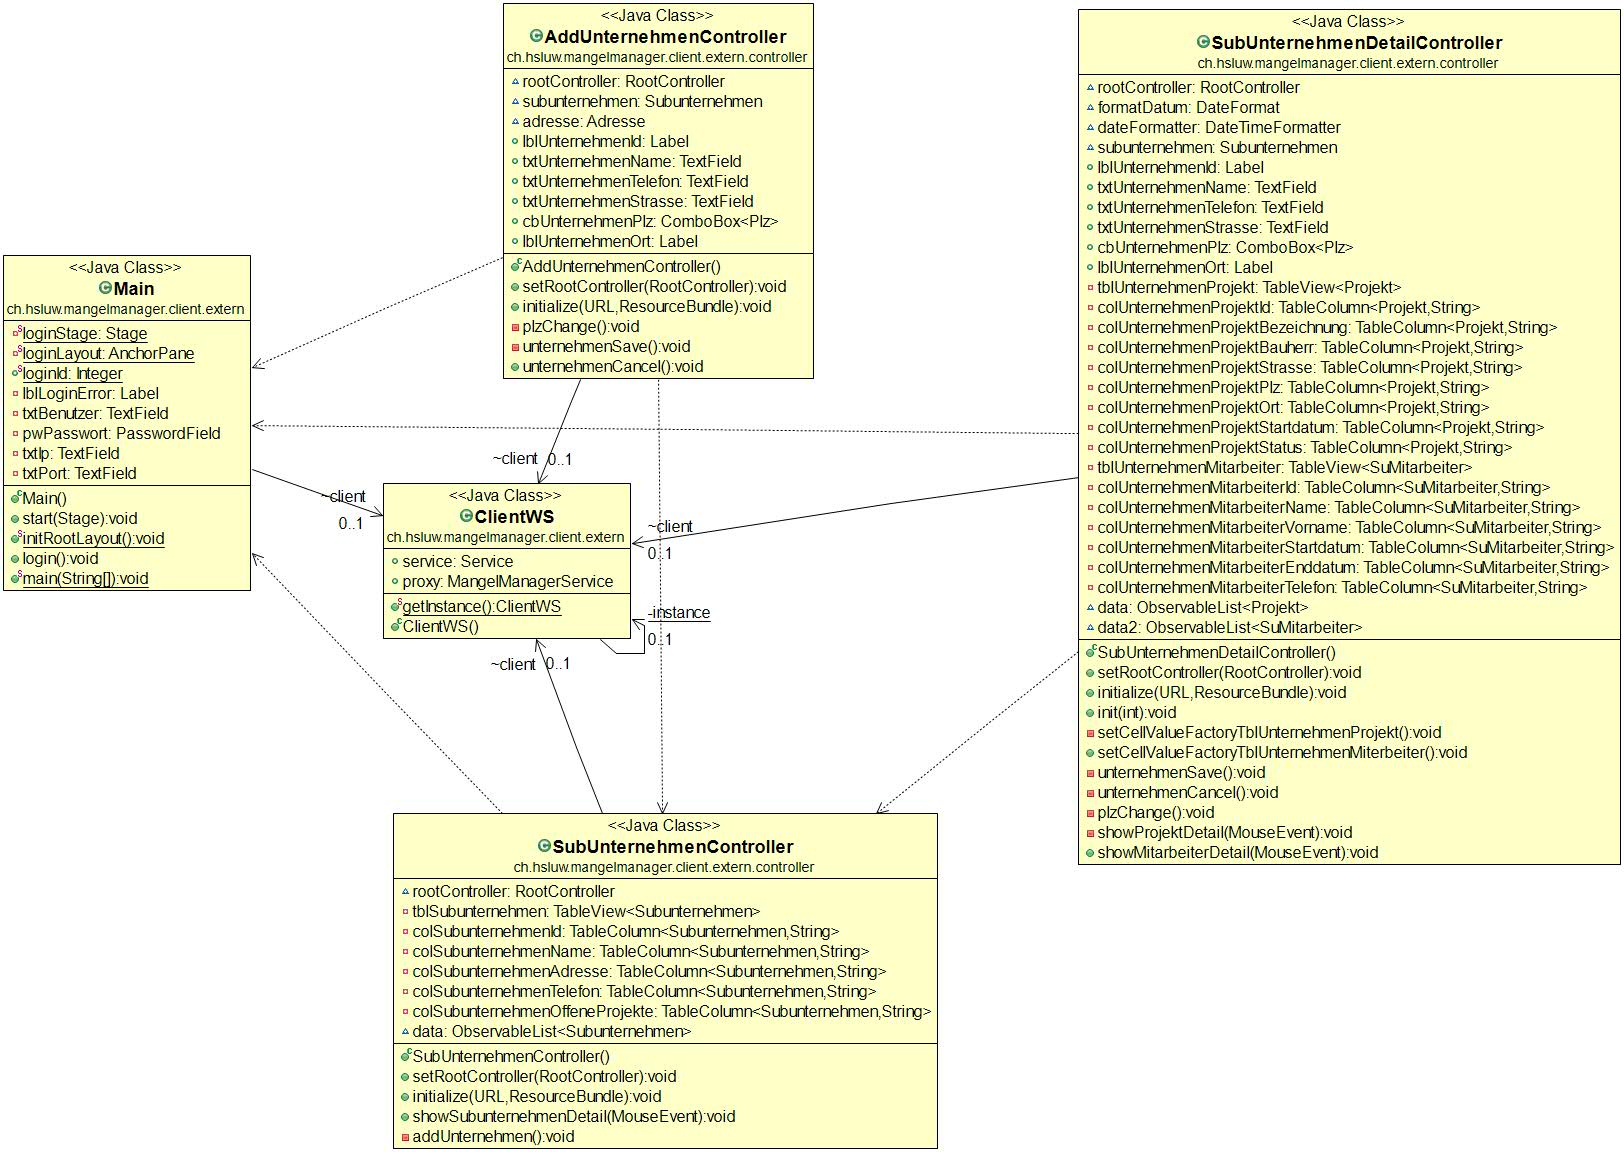 <<Java Class>>
AddUnternehmenController
ch.hsluw.mangelmanager.client.extern.controller
rootController: RootController
subunternehmen: Subunternehmen
adresse: Adresse
lblUnternehmenId: Label
txtUnternehmenName: TextField
txtUnternehmenTelefon: TextField
txtUnternehmenStrasse: TextField
cbUnternehmenPlz: ComboBox<Plz>
lblUnternehmenOrt: Label
AddUnternehmenController()
setRootController(RootController):void
initialize(URL,ResourceBundle):void
plzChange():void
unternehmenSave():void
unternehmenCancel():void
<<Java Class>>
SubUnternehmenDetailController
ch.hsluw.mangelmanager.client.extern.controller
rootController: RootController
formatDatum: DateFormat
dateFormatter: DateTimeFormatter
subunternehmen: Subunternehmen
lblUnternehmenId: Label
txtUnternehmenName: TextField
txtUnternehmenTelefon: TextField
txtUnternehmenStrasse: TextField
cbUnternehmenPlz: ComboBox<Plz>
lblUnternehmenOrt: Label
tblUnternehmenProjekt: TableView<Projekt>
colUnternehmenProjektId: TableColumn<Projekt,String>
colUnternehmenProjektBezeichnung: TableColumn<Projekt,String>
colUnternehmenProjektBauherr: TableColumn<Projekt,String>
colUnternehmenProjektStrasse: TableColumn<Projekt,String>
colUnternehmenProjektPlz: TableColumn<Projekt,String>
colUnternehmenProjektOrt: TableColumn<Projekt,String>
colUnternehmenProjektStartdatum: TableColumn<Projekt,String>
colUnternehmenProjektStatus: TableColumn<Projekt,String>
tblUnternehmenMitarbeiter: TableView<SuMitarbeiter>
colUnternehmenMitarbeiterId: TableColumn<SuMitarbeiter,String>
colUnternehmenMitarbeiterName: TableColumn<SuMitarbeiter,String>
colUnternehmenMitarbeiterVorname: TableColumn<SuMitarbeiter,String>
colUnternehmenMitarbeiterStartdatum: TableColumn<SuMitarbeiter,String>
colUnternehmenMitarbeiterEnddatum: TableColumn<SuMitarbeiter,String>
colUnternehmenMitarbeiterTelefon: TableColumn<SuMitarbeiter,String>
data: ObservableList<Projekt>
data2: ObservableList<SuMitarbeiter>
SubUnternehmenDetailController()
setRootController(RootController):void
initialize(URL,ResourceBundle):void
init(int):void
setCellValueFactoryTblUnternehmenProjekt():void
setCellValueFactoryTblUnternehmenMiterbeiter():void
unternehmenSave():void
unternehmenCancel():void
plzChange():void
showProjektDetail(MouseEvent):void
showMitarbeiterDetail(MouseEvent):void
<<Java Class>>
Main
ch.hsluw.mangelmanager.client.extern
loginStage: Stage
loginLayout: AnchorPane
loginId: Integer
lblLoginError: Label
txtBenutzer: TextField
pwPasswort: PasswordField
txtIp: TextField
txtPort: TextField
Main()
start(Stage):void
initRootLayout():void
login():void
main(String[]):void
~client 0..1
~client
0..1
~client
0..1
<<Java Class>>
ClientWS
ch.hsluw.mangelmanager.client.extern
service: Service
proxy: MangelManagerService
getInstance():ClientWS
ClientWS()
-instance
0..1
~client 0..1
<<Java Class>>
SubUnternehmenController
ch.hsluw.mangelmanager.client.extern.controller
rootController: RootController
tblSubunternehmen: TableView<Subunternehmen>
colSubunternehmenId: TableColumn<Subunternehmen,String>
colSubunternehmenName: TableColumn<Subunternehmen,String>
colSubunternehmenAdresse: TableColumn<Subunternehmen,String>
colSubunternehmenTelefon: TableColumn<Subunternehmen,String>
colSubunternehmenOffeneProjekte: TableColumn<Subunternehmen,String>
data: ObservableList<Subunternehmen>
SubUnternehmenController()
setRootController(RootController):void
initialize(URL,ResourceBundle):void
showSubunternehmenDetail(MouseEvent):void
addUnternehmen():void